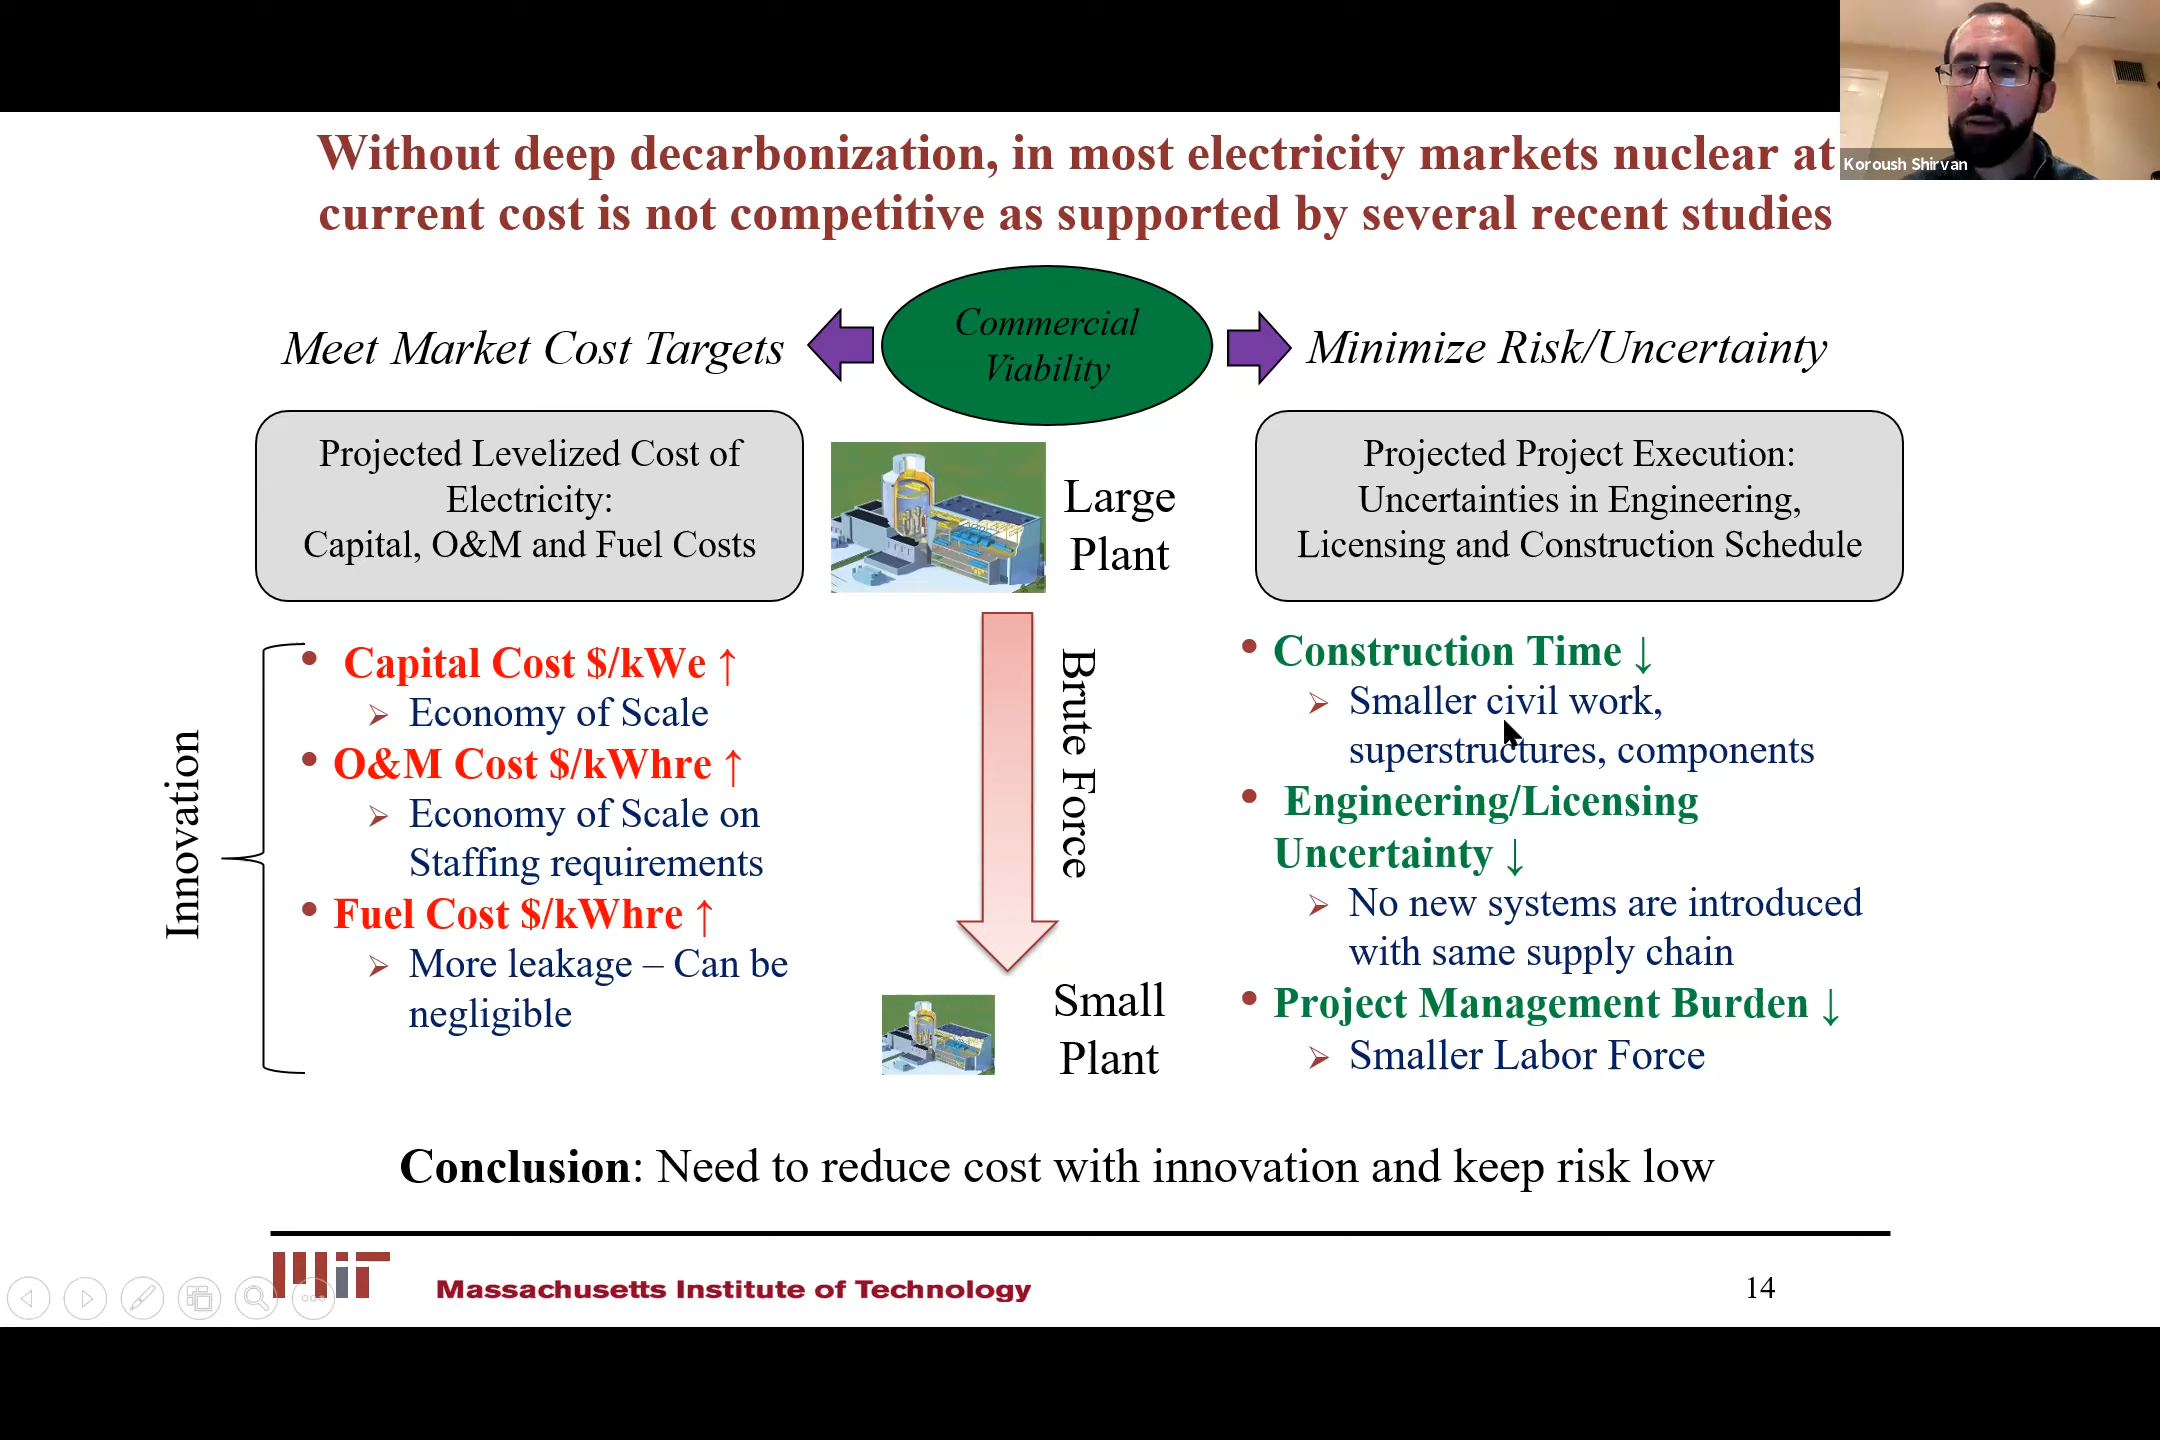 Koroush Shirvan
Without deep decarbonization, in most electricity markets nuclear at
current cost is not competitive as supported by several recent studies
Meet Market Cost Targets
Commercial
Viability
Minimize Risk/Uncertainty
Projected Levelized Cost of
Electricity:
Capital, O&M and Fuel Costs
Large
Plant
Projected Project Execution:
Uncertainties in Engineering,
Licensing and Construction Schedule
Innovation
• Capital Cost $/kWe ↑
➢ Economy of Scale
• O&M Cost $/kWhre ↑
➢ Economy of Scale on
Staffing requirements
• Fuel Cost $/kWhre ↑
➢ More leakage – Can be
negligible
Brute Force
Small
Plant
• Construction Time ↓
➢ Smaller civil work,
superstructures, components
• Engineering/Licensing
Uncertainty ↓
➢ No new systems are introduced
with same supply chain
• Project Management Burden ↓
➢ Smaller Labor Force
Conclusion: Need to reduce cost with innovation and keep risk low
MIT
Massachusetts Institute of Technology
14